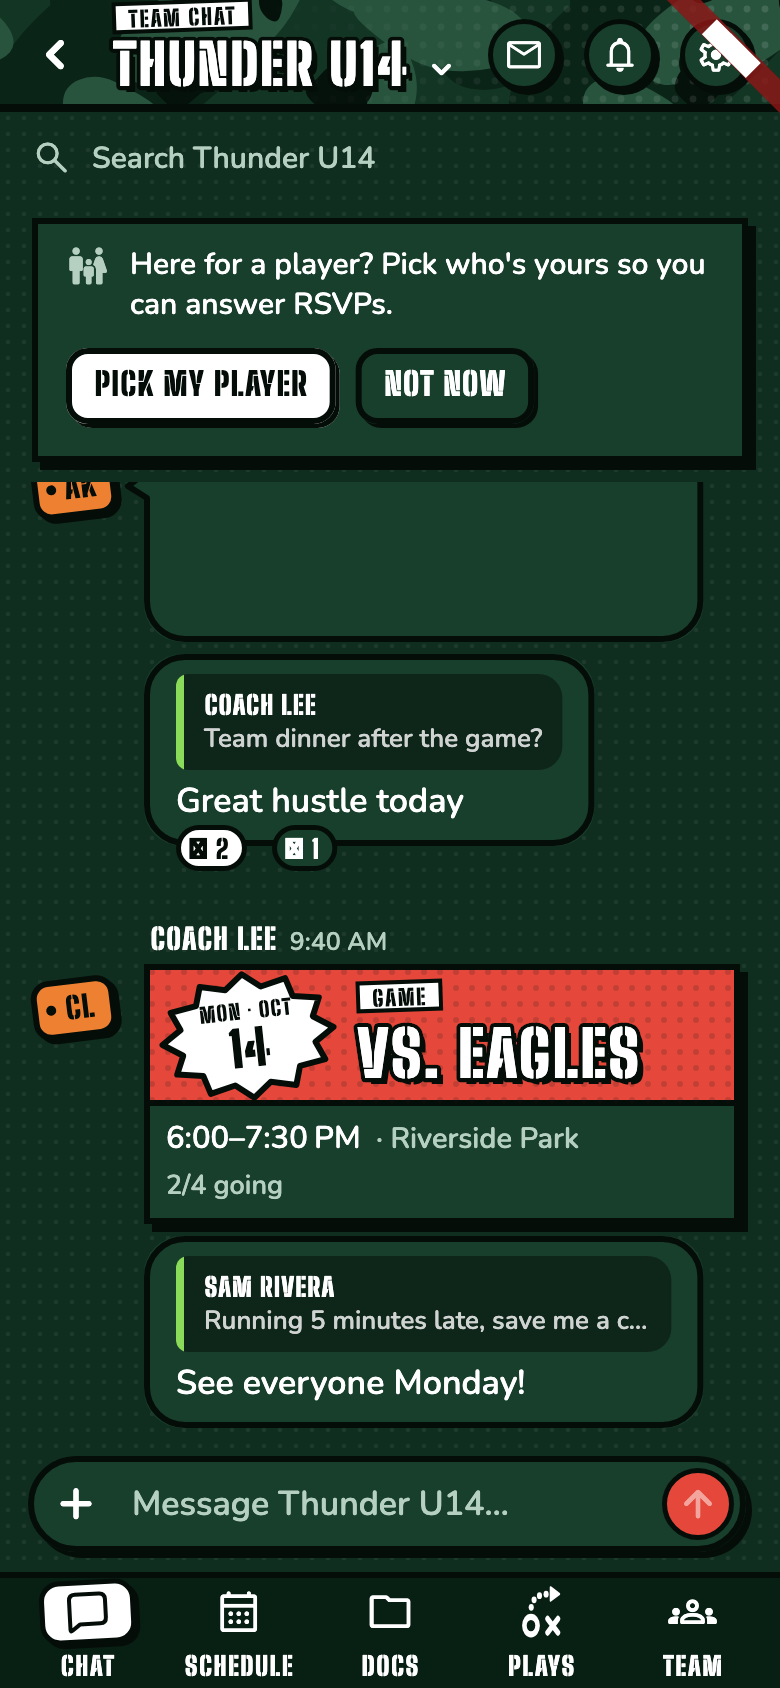 TEAM CHAT
THUNDER U14
Search Thunder U14
Here for a player? Pick who's yours so you
can answer RSVPs.
PICK MY PLAYER
NOT NOW
• AK
COACH LEE
Team dinner after the game?
Great hustle today
2
1
COACH LEE 9:40 AM
• CL
MON · OCT
14
GAME
VS. EAGLES
6:00–7:30 PM · Riverside Park
2/4 going
SAM RIVERA
Running 5 minutes late, save me a c...
See everyone Monday!
Message Thunder U14...
CHAT
SCHEDULE
DOCS
PLAYS
TEAM